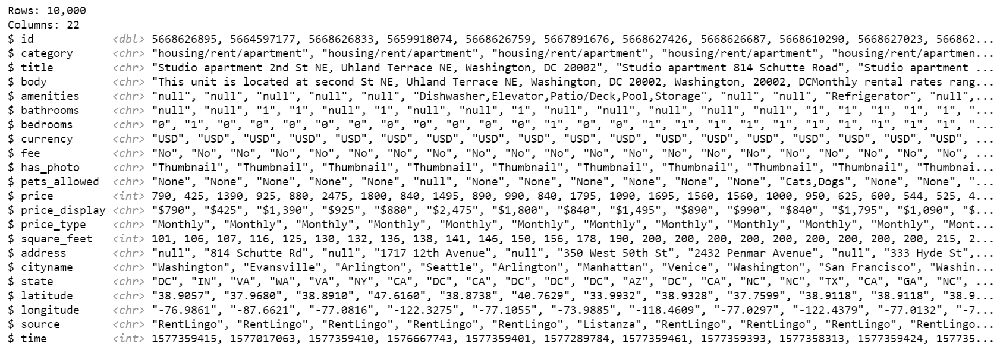 Rows: 10,000
Columns: 22
$ id            <dbl> 5668626895, 5664597177, 5668626833, 5659918074, 5668626759, 5667891676, 5668627426, 5668626687, 5668610290, 5668627023, 566862...
$ category      <chr> "housing/rent/apartment", "housing/rent/apartment", "housing/rent/apartment", "housing/rent/apartment", "housing/rent/apartmen...
$ title         <chr> "Studio apartment 2nd St NE, Uhland Terrace NE, Washington, DC 20002", "Studio apartment 814 Schutte Road", "Studio apartment ...
$ body          <chr> "This unit is located at second St NE, Uhland Terrace NE, Washington, DC 20002, Washington, 20002, DCMonthly rental rates rang...
$ amenities     <chr> "null", "null", "null", "null", "null", "Dishwasher,Elevator,Patio/Deck,Pool,Storage", "null", "null", "Refrigerator", "null",...
$ bathrooms     <chr> "null", "null", "1", "1", "null", "1", "null", "null", "1", "null", "null", "null", "null", "null", "1", "1", "1", "1", "1", "...
$ bedrooms      <chr> "0", "1", "0", "0", "0", "0", "0", "0", "0", "0", "0", "0", "1", "0", "0", "1", "1", "1", "1", "1", "1", "1", "1", "1", "1", "...
$ currency      <chr> "USD", "USD", "USD", "USD", "USD", "USD", "USD", "USD", "USD", "USD", "USD", "USD", "USD", "USD", "USD", "USD", "USD", "USD", ...
$ fee           <chr> "No", "No", "No", "No", "No", "No", "No", "No", "No", "No", "No", "No", "No", "No", "No", "No", "No", "No", "No", "No", "No", ...
$ has_photo     <chr> "Thumbnail", "Thumbnail", "Thumbnail", "Thumbnail", "Thumbnail", "Thumbnail", "Thumbnail", "Thumbnail", "Thumbnail", "Thumbnai...
$ pets_allowed  <chr> "None", "None", "None", "None", "None", "null", "None", "None", "None", "None", "None", "None", "Cats,Dogs", "None", "None", "...
$ price         <int> 790, 425, 1390, 925, 880, 2475, 1800, 840, 1495, 890, 990, 840, 1795, 1090, 1695, 1560, 1560, 1000, 950, 625, 600, 544, 525, 4...
$ price_display <chr> "$790", "$425", "$1,390", "$925", "$880", "$2,475", "$1,800", "$840", "$1,495", "$890", "$990", "$840", "$1,795", "$1,090", "$...
$ price_type    <chr> "Monthly", "Monthly", "Monthly", "Monthly", "Monthly", "Monthly", "Monthly", "Monthly", "Monthly", "Monthly", "Monthly", "Mont...
$ square_feet   <int> 101, 106, 107, 116, 125, 130, 132, 136, 138, 141, 146, 150, 156, 178, 190, 200, 200, 200, 200, 200, 200, 200, 200, 200, 215, 2...
$ address       <chr> "null", "814 Schutte Rd", "null", "1717 12th Avenue", "null", "350 West 50th St", "2432 Penmar Avenue", "null", "333 Hyde St",...
$ cityname      <chr> "Washington", "Evansville", "Arlington", "Seattle", "Arlington", "Manhattan", "Venice", "Washington", "San Francisco", "Washin...
$ state         <chr> "DC", "IN", "VA", "WA", "VA", "NY", "CA", "DC", "CA", "DC", "DC", "DC", "AZ", "DC", "CA", "NC", "NC", "TX", "CA", "GA", "NC", ...
$ latitude      <chr> "38.9057", "37.9680", "38.8910", "47.6160", "38.8738", "40.7629", "33.9932", "38.9328", "37.7599", "38.9118", "38.9118", "38.9...
$ longitude     <chr> "-76.9861", "-87.6621", "-77.0816", "-122.3275", "-77.1055", "-73.9885", "-118.4609", "-77.0297", "-122.4379", "-77.0132", "-7...
$ source        <chr> "RentLingo", "RentLingo", "RentLingo", "RentLingo", "RentLingo", "Listanza", "RentLingo", "RentLingo", "RentLingo", "RentLingo...
$ time          <int> 1577359415, 1577017063, 1577359410, 1576667743, 1577359401, 1577289784, 1577359461, 1577359393, 1577358313, 1577359424, 157735...